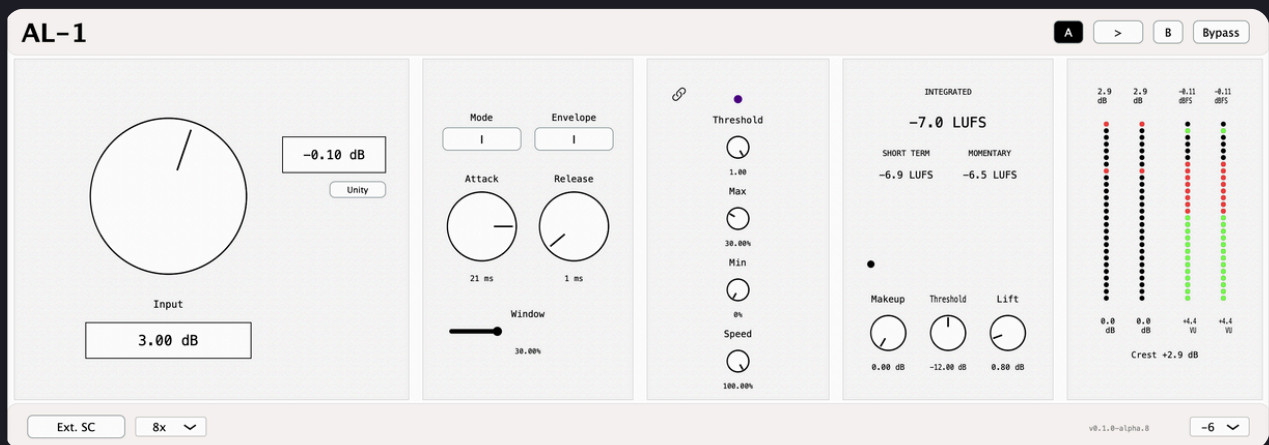 AL-1
A > B Bypass
-0.10 dB
Unity
Input
3.00 dB
Mode Envelope
I I
Attack Release
21 ms 1 ms
Window
30.00%
Threshold
1.00
Max
30.00%
Min
0%
Speed
100.00%
INTEGRATED
-7.0 LUFS
SHORT TERM MOMENTARY
-6.9 LUFS -6.5 LUFS
Makeup Threshold Lift
0.00 dB -12.00 dB 0.80 dB
2.9 2.9 -0.11 -0.11
dB dB dBFS dBFS
0.0 0.0 +4.4 +4.4
dB dB VU VU
Crest +2.9 dB
Ext. SC 8x v0.1.0-alpha.8 -6